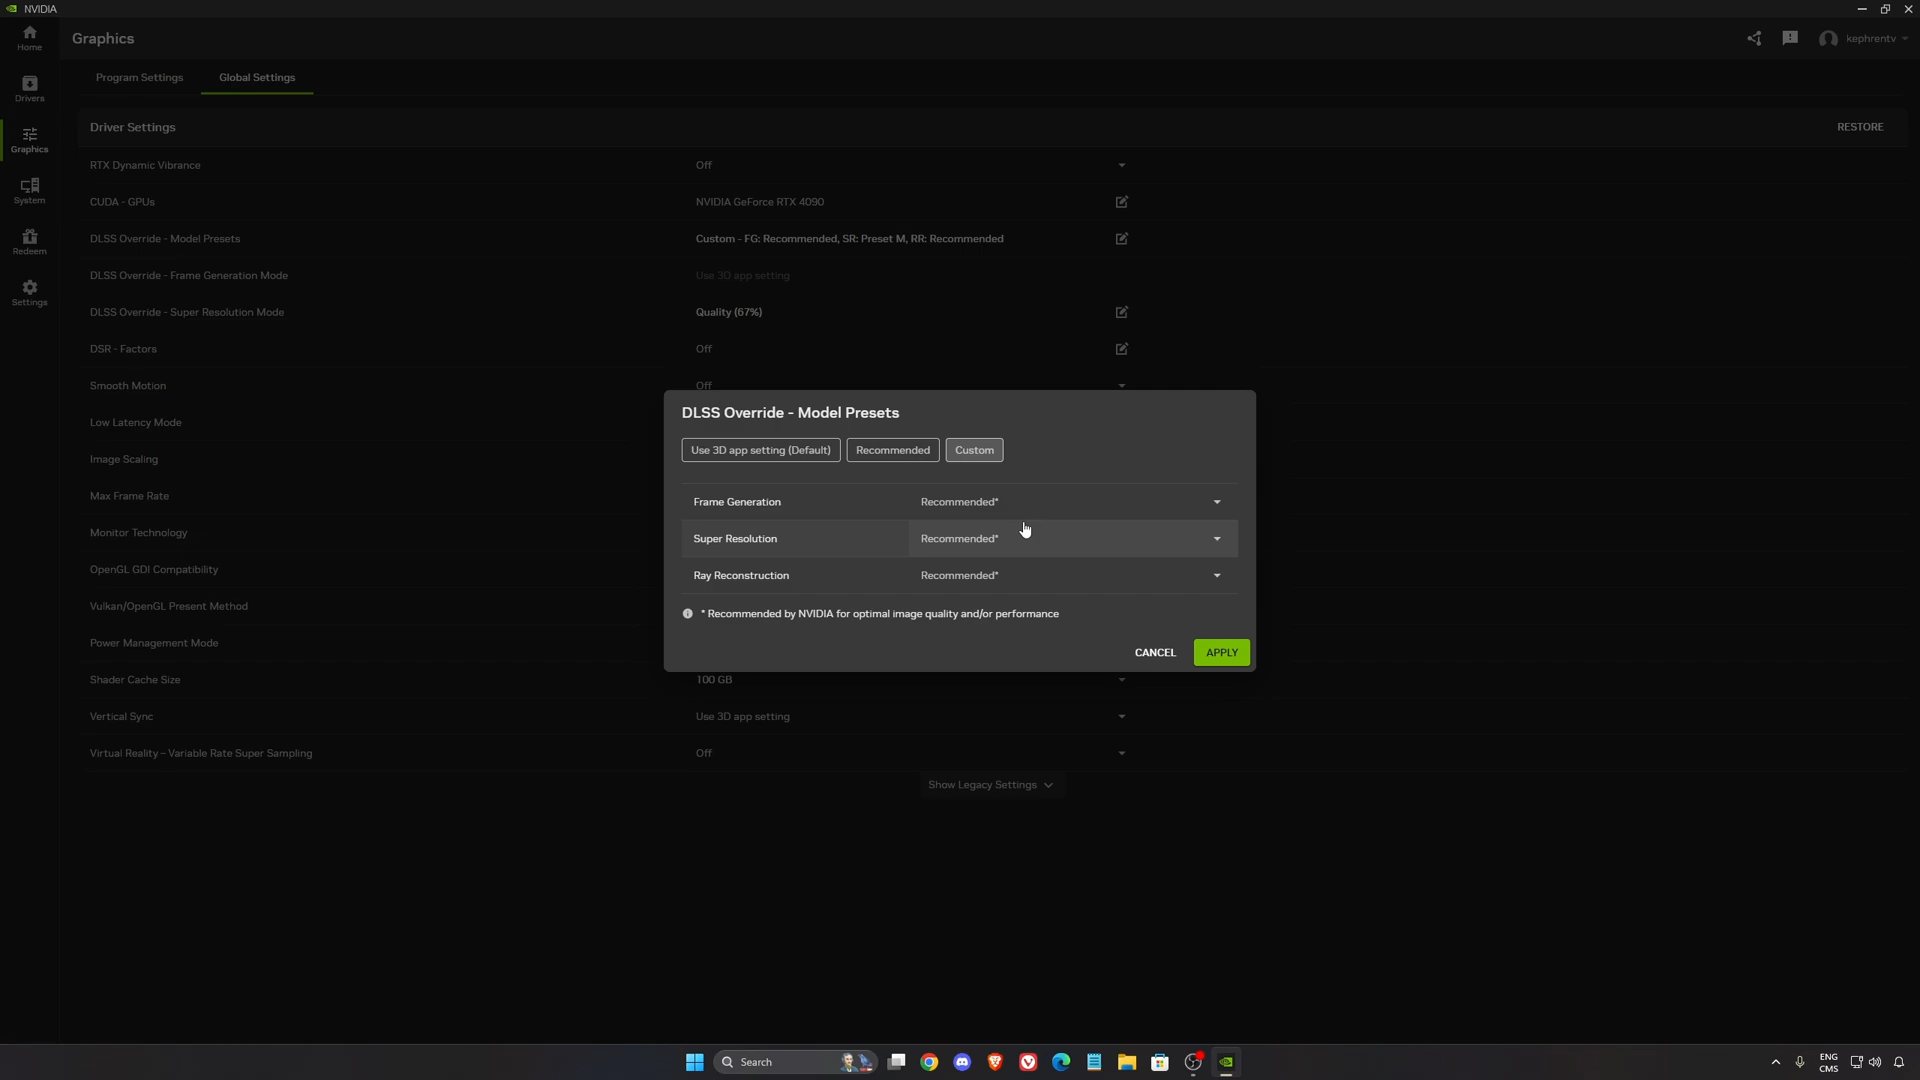 NVIDIA
Home
Graphics
kephrentv
Program Settings
Global Settings
Drivers
Driver Settings
RESTORE
Graphics
RTX Dynamic Vibrance
Off
CUDA - GPUs
NVIDIA GeForce RTX 4090
System
DLSS Override - Model Presets
Custom - FG: Recommended, SR: Preset M, RR: Recommended
Redeem
DLSS Override - Frame Generation Mode
Use 3D app setting
Settings
DLSS Override - Super Resolution Mode
Quality (67%)
DSR - Factors
Off
Smooth Motion
Off
Low Latency Mode
Image Scaling
Max Frame Rate
Monitor Technology
OpenGL GDI Compatibility
Vulkan/OpenGL Present Method
Power Management Mode
DLSS Override - Model Presets
Use 3D app setting (Default)
Recommended
Custom
Frame Generation
Recommended*
Super Resolution
Recommended*
Ray Reconstruction
Recommended*
* Recommended by NVIDIA for optimal image quality and/or performance
CANCEL
APPLY
Shader Cache Size
100 GB
Vertical Sync
Use 3D app setting
Virtual Reality – Variable Rate Super Sampling
Off
Show Legacy Settings
Search
ENG
CMS